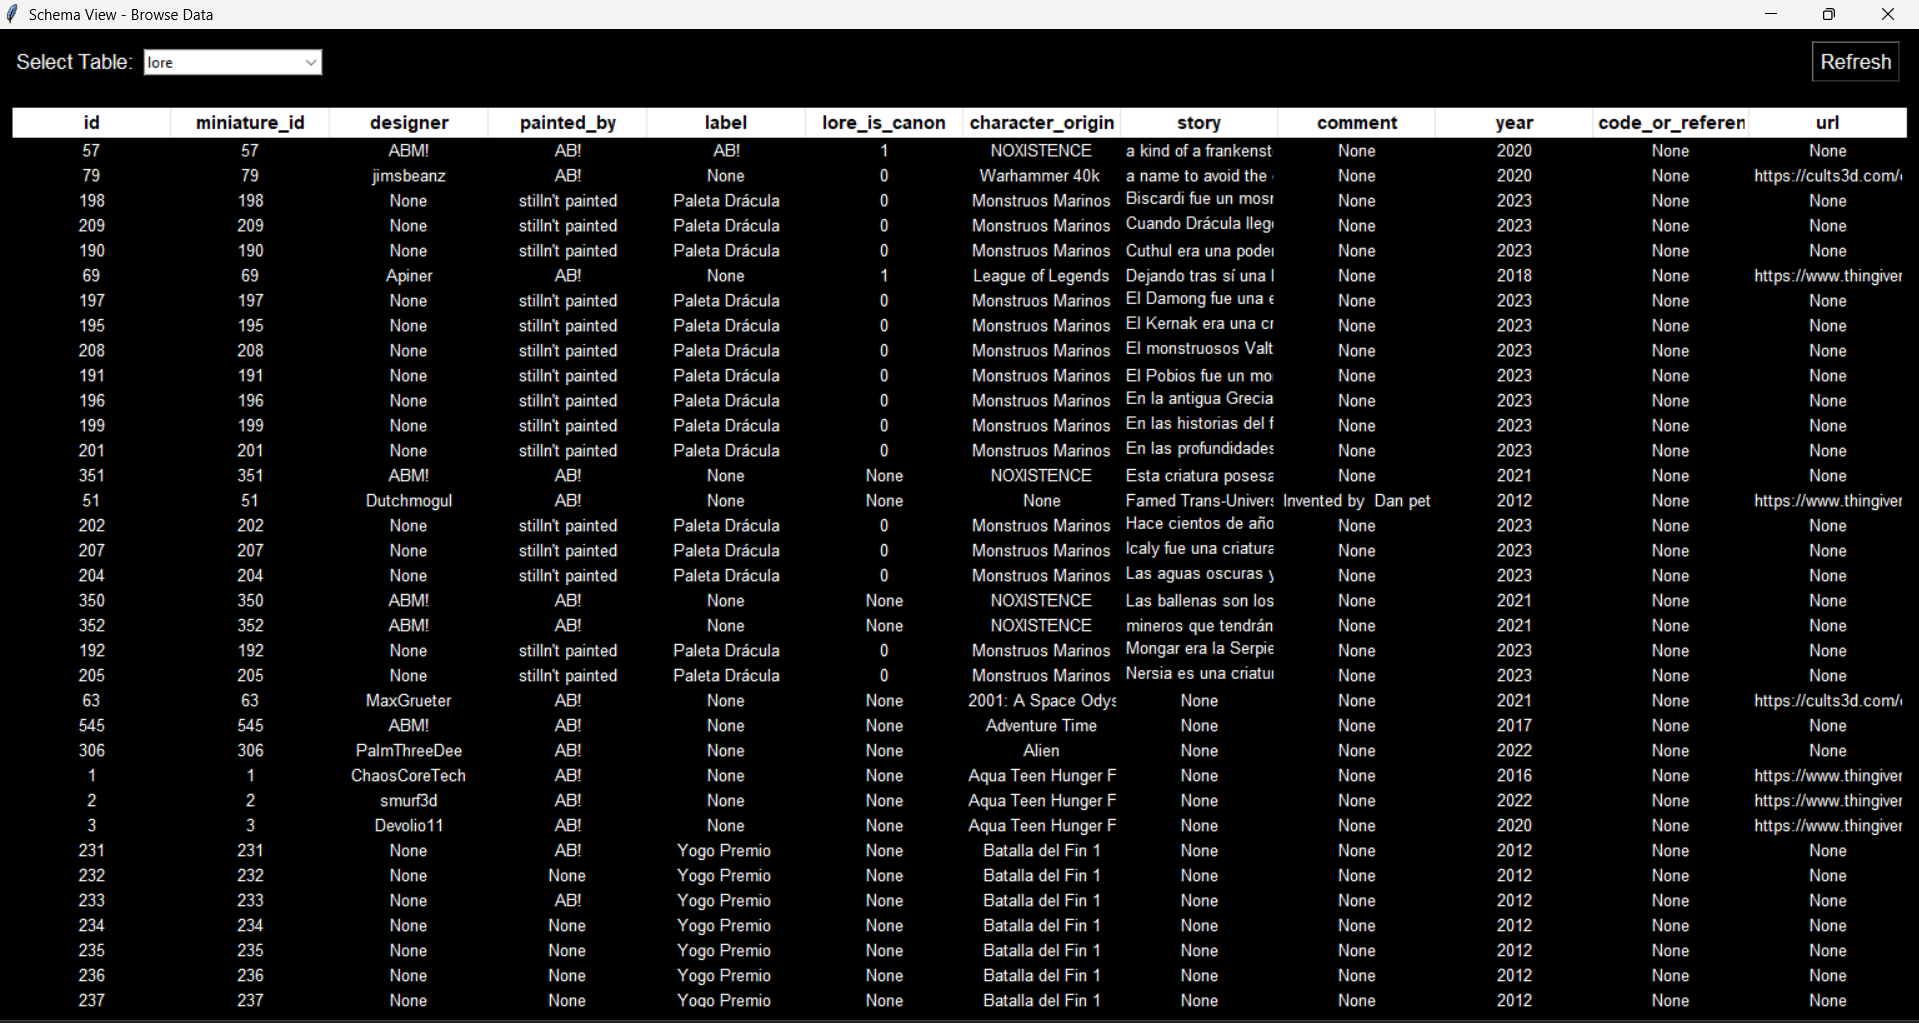 Schema View - Browse Data
Select Table: lore Refresh
id miniature_id designer painted_by label lore_is_canon character_origin story comment year code_or_referen url
57 57 ABM! AB! AB! 1 NOXISTENCE a kind of a frankenst None 2020 None None
79 79 jimsbeanz AB! None 0 Warhammer 40k a name to avoid the None 2020 None https://cults3d.com/
198 198 None stilln't painted Paleta Drácula 0 Monstruos Marinos Biscardi fue un mosr None 2023 None None
209 209 None stilln't painted Paleta Drácula 0 Monstruos Marinos Cuando Drácula lleg None 2023 None None
190 190 None stilln't painted Paleta Drácula 0 Monstruos Marinos Cuthul era una poder None 2023 None None
69 69 Apiner AB! None 1 League of Legends Dejando tras sí una l None 2018 None https://www.thingiver
197 197 None stilln't painted Paleta Drácula 0 Monstruos Marinos El Damong fue una e None 2023 None None
195 195 None stilln't painted Paleta Drácula 0 Monstruos Marinos El Kernak era una cr None 2023 None None
208 208 None stilln't painted Paleta Drácula 0 Monstruos Marinos El monstruosos Valt None 2023 None None
191 191 None stilln't painted Paleta Drácula 0 Monstruos Marinos El Pobios fue un mo None 2023 None None
196 196 None stilln't painted Paleta Drácula 0 Monstruos Marinos En la antigua Grecia None 2023 None None
199 199 None stilln't painted Paleta Drácula 0 Monstruos Marinos En las historias del f None 2023 None None
201 201 None stilln't painted Paleta Drácula 0 Monstruos Marinos En las profundidades None 2023 None None
351 351 ABM! AB! None None NOXISTENCE Esta criatura posesa None 2021 None None
51 51 Dutchmogul AB! None None None Famed Trans-Univers Invented by Dan pet 2012 None https://www.thingiver
202 202 None stilln't painted Paleta Drácula 0 Monstruos Marinos Hace cientos de año None 2023 None None
207 207 None stilln't painted Paleta Drácula 0 Monstruos Marinos Icaly fue una criatura None 2023 None None
204 204 None stilln't painted Paleta Drácula 0 Monstruos Marinos Las aguas oscuras y None 2023 None None
350 350 ABM! AB! None None NOXISTENCE Las ballenas son los None 2021 None None
352 352 ABM! AB! None None NOXISTENCE mineros que tendrán None 2021 None None
192 192 None stilln't painted Paleta Drácula 0 Monstruos Marinos Mongar era la Serpie None 2023 None None
205 205 None stilln't painted Paleta Drácula 0 Monstruos Marinos Nersia es una criatu None 2023 None None
63 63 MaxGrueter AB! None None 2001: A Space Odys None None 2021 None https://cults3d.com/
545 545 ABM! AB! None None Adventure Time None None 2017 None None
306 306 PalmThreeDee AB! None None Alien None None 2022 None None
1 1 ChaosCoreTech AB! None None Aqua Teen Hunger F None None 2016 None https://www.thingiver
2 2 smurf3d AB! None None Aqua Teen Hunger F None None 2022 None https://www.thingiver
3 3 Devolio11 AB! None None Aqua Teen Hunger F None None 2020 None https://www.thingiver
231 231 None AB! Yogo Premio None Batalla del Fin 1 None None 2012 None None
232 232 None None Yogo Premio None Batalla del Fin 1 None None 2012 None None
233 233 None AB! Yogo Premio None Batalla del Fin 1 None None 2012 None None
234 234 None None Yogo Premio None Batalla del Fin 1 None None 2012 None None
235 235 None None Yogo Premio None Batalla del Fin 1 None None 2012 None None
236 236 None None Yogo Premio None Batalla del Fin 1 None None 2012 None None
237 237 None None Yogo Premio None Batalla del Fin 1 None None 2012 None None